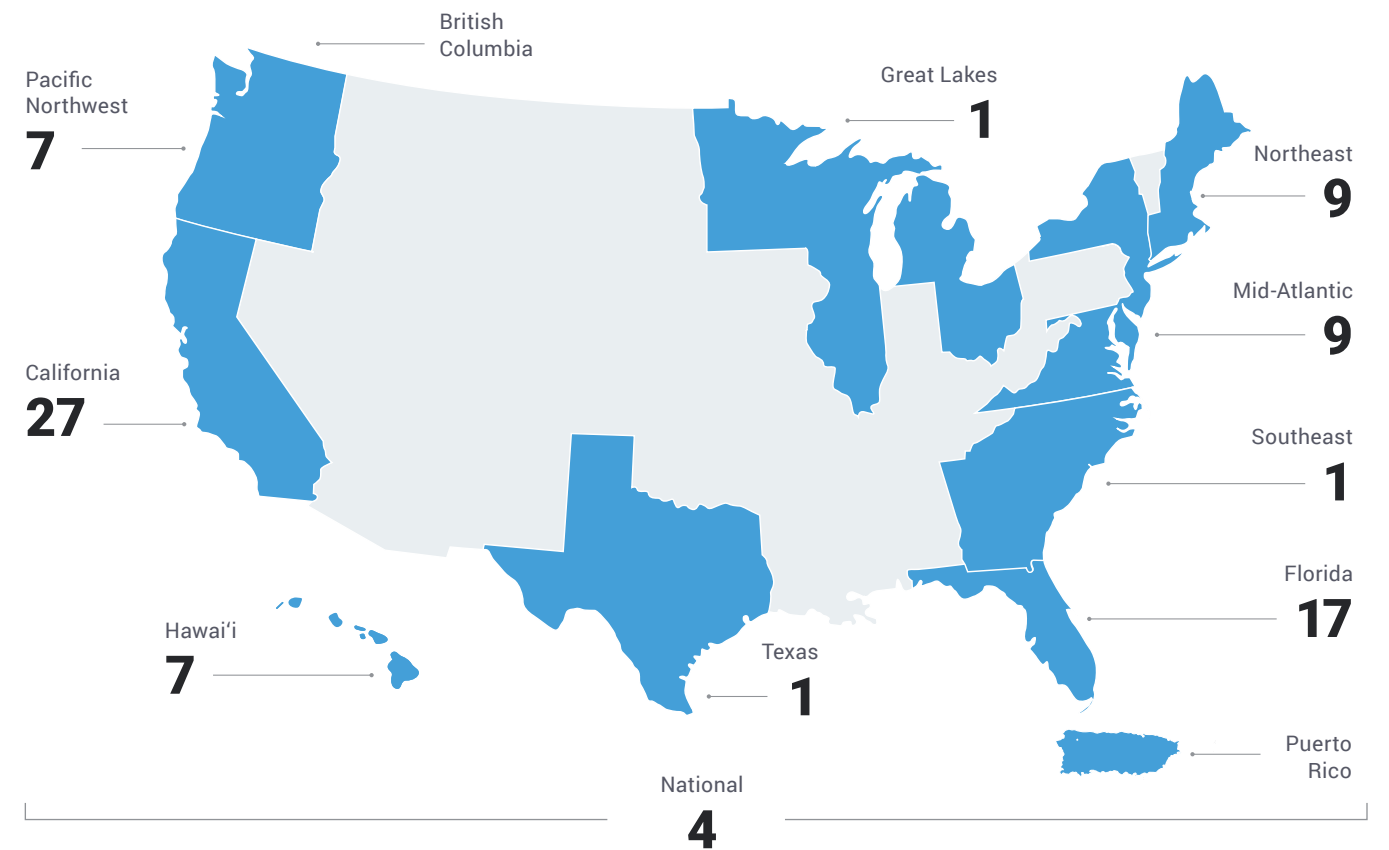 British
Columbia
Pacific
Northwest
7
Great Lakes
1
Northeast
9
Mid-Atlantic
9
California
27
Southeast
1
Florida
17
Hawai‘i
7
Texas
1
Puerto
Rico
National
4